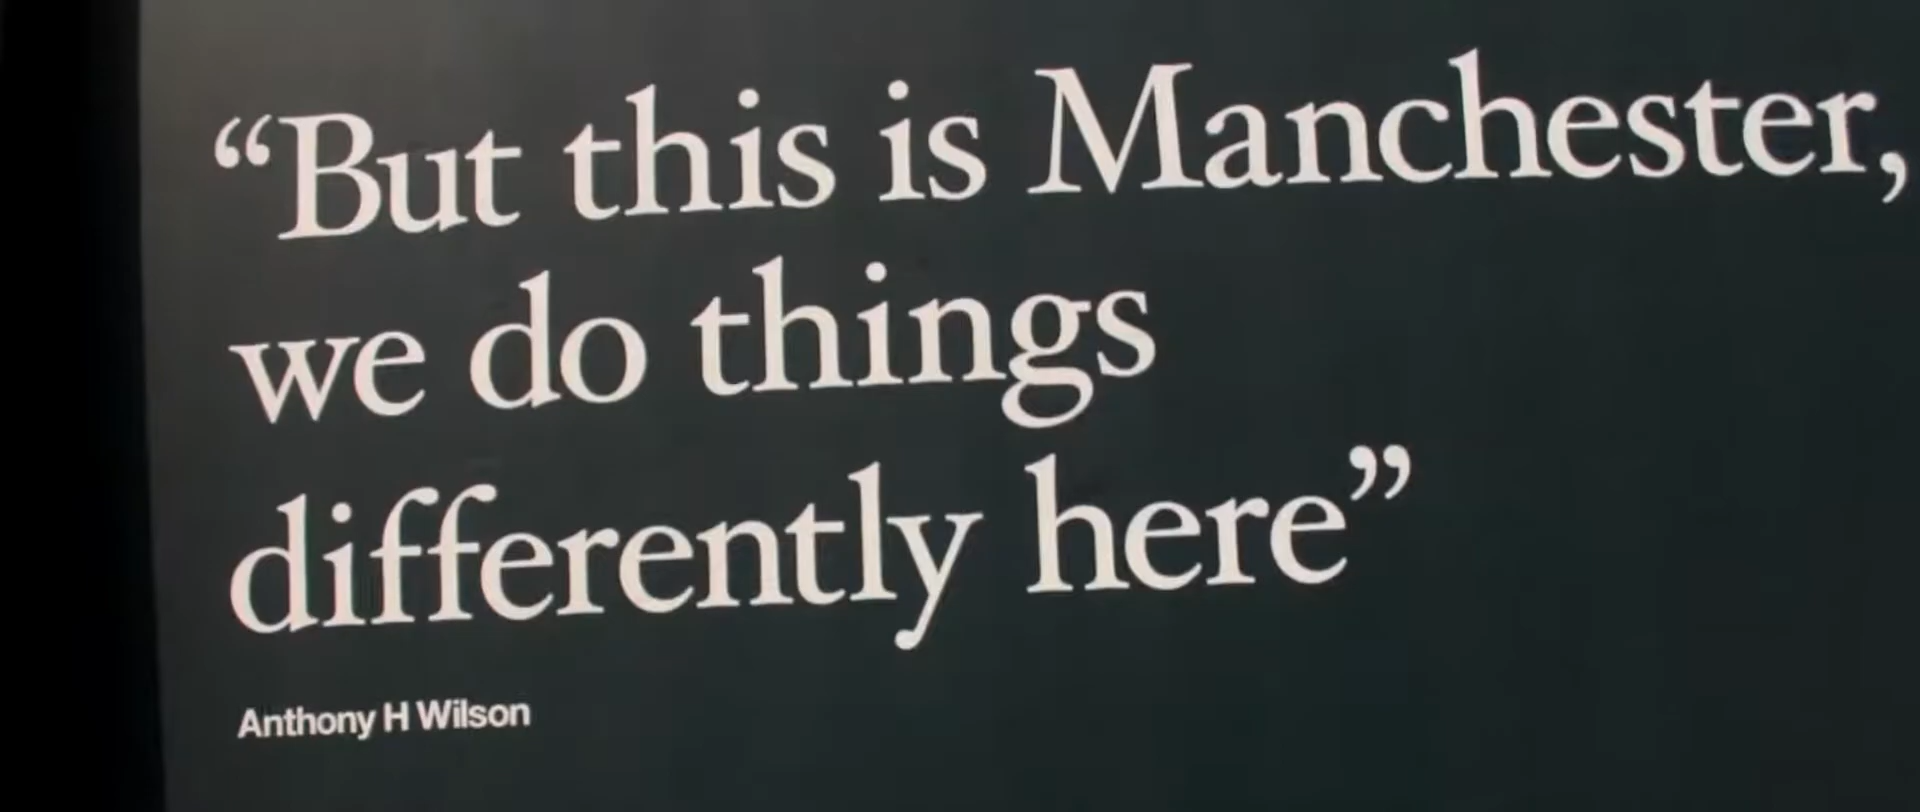 “But this is Manchester,
we do things
differently here”
Anthony H Wilson